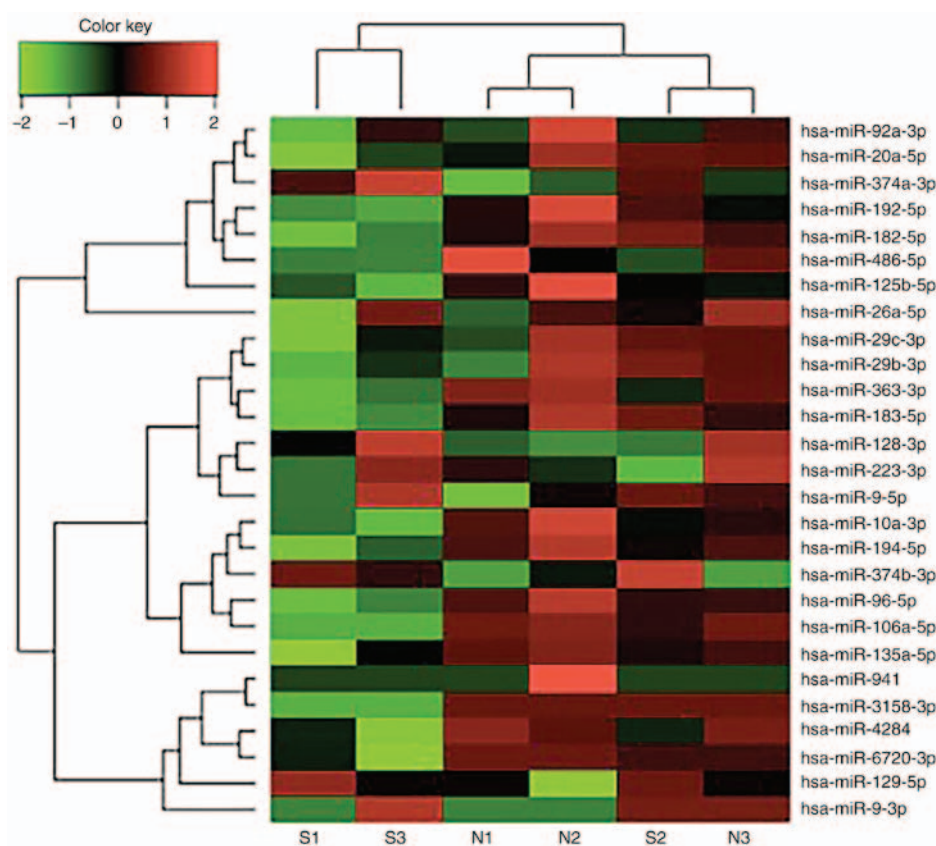 Color key
−2 −1 0 1 2
hsa-miR-92a-3p
hsa-miR-20a-5p
hsa-miR-374a-3p
hsa-miR-192-5p
hsa-miR-182-5p
hsa-miR-486-5p
hsa-miR-125b-5p
hsa-miR-26a-5p
hsa-miR-29c-3p
hsa-miR-29b-3p
hsa-miR-363-3p
hsa-miR-183-5p
hsa-miR-128-3p
hsa-miR-223-3p
hsa-miR-9-5p
hsa-miR-10a-3p
hsa-miR-194-5p
hsa-miR-374b-3p
hsa-miR-96-5p
hsa-miR-106a-5p
hsa-miR-135a-5p
hsa-miR-941
hsa-miR-3158-3p
hsa-miR-4284
hsa-miR-6720-3p
hsa-miR-129-5p
hsa-miR-9-3p
S1 S3 N1 N2 S2 N3